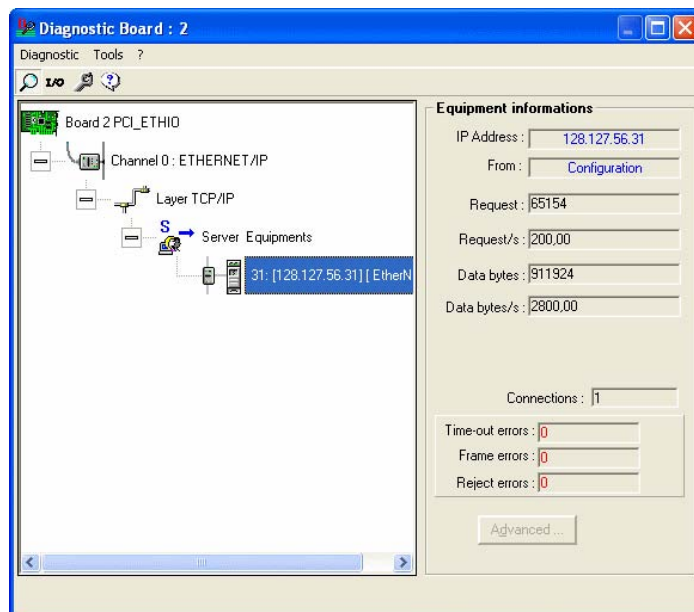 Diagnostic Board : 2
Diagnostic Tools ?
I/O
Board 2 PCI_ETHIO
Channel 0 : ETHERNET/IP
Layer TCP/IP
S
Server Equipments
31: [128.127.56.31] [ EtherN
Equipment informations
IP Address : 128.127.56.31
From : Configuration
Request : 65154
Request/s : 200,00
Data bytes : 911924
Data bytes/s : 2800,00
Connections : 1
Time-out errors : 0
Frame errors : 0
Reject errors : 0
Advanced ...